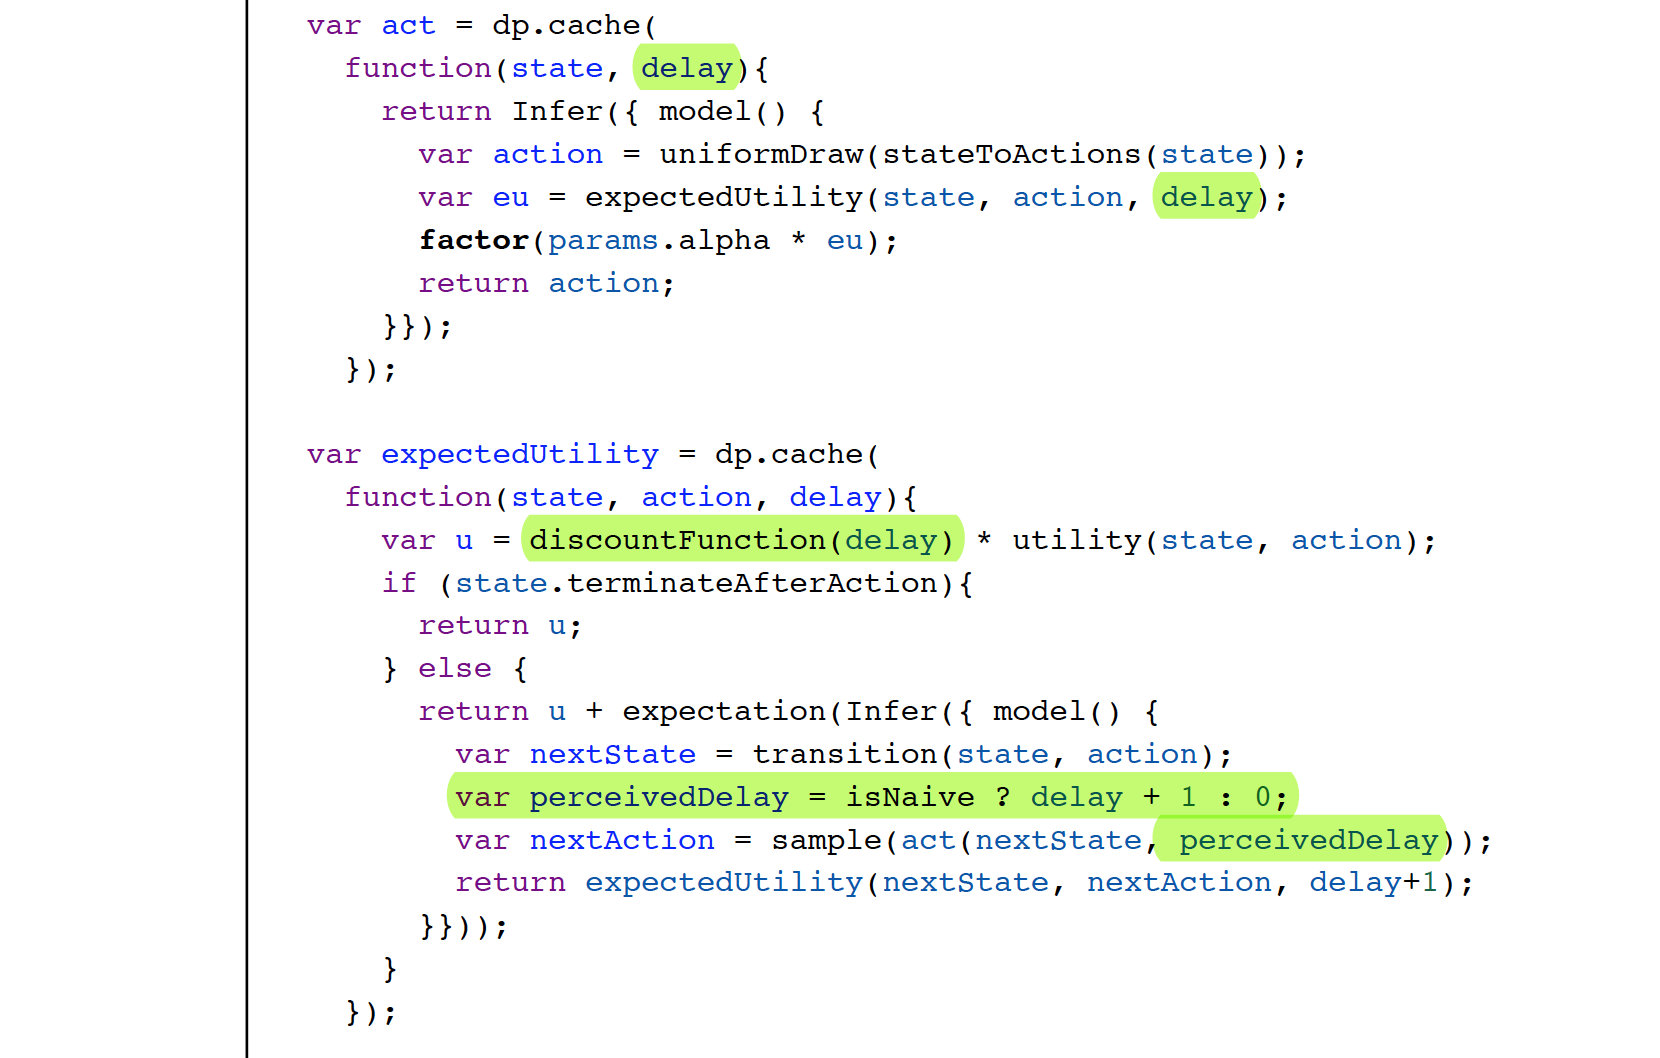 var act = dp.cache(
function(state, delay){
return Infer({ model() {
var action = uniformDraw(stateToActions(state));
var eu = expectedUtility(state, action, delay);
factor(params.alpha * eu);
return action;
}});
});
var expectedUtility = dp.cache(
function(state, action, delay){
var u = discountFunction(delay) * utility(state, action);
if (state.terminateAfterAction){
return u;
} else {
return u + expectation(Infer({ model() {
var nextState = transition(state, action);
var perceivedDelay = isNaive ? delay + 1 : 0;
var nextAction = sample(act(nextState, perceivedDelay));
return expectedUtility(nextState, nextAction, delay+1);
}}));
}
});